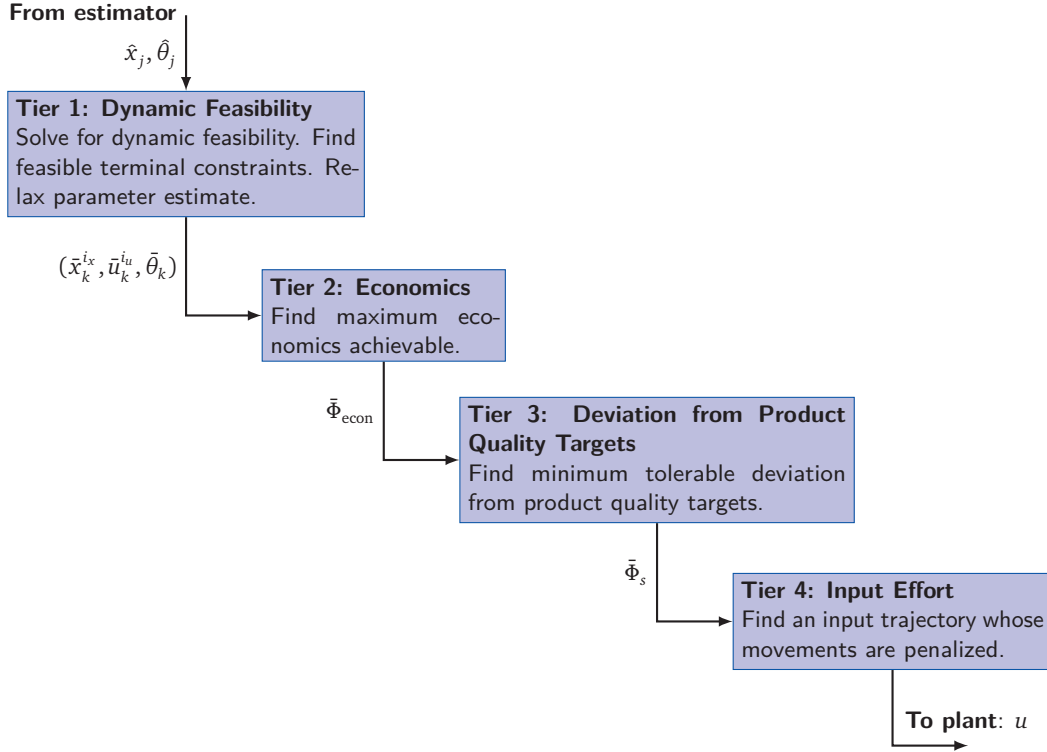 From estimator
x̂_j, θ̂_j
Tier 1: Dynamic Feasibility
Solve for dynamic feasibility. Find
feasible terminal constraints. Re-
lax parameter estimate.
(x̄_k^{i_x}, ū_k^{i_u}, θ̄_k)
Tier 2: Economics
Find maximum eco-
nomics achievable.
Φ̄_econ
Tier 3: Deviation from Product
Quality Targets
Find minimum tolerable deviation
from product quality targets.
Φ̄_s
Tier 4: Input Effort
Find an input trajectory whose
movements are penalized.
To plant: u